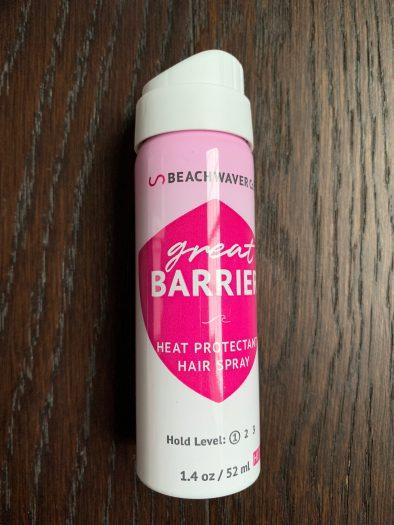 BEACHWAVER C
great
BARRIER
HEAT PROTECTANT
HAIR SPRAY
Hold Level: ① 2 3
1.4 oz / 52 ml